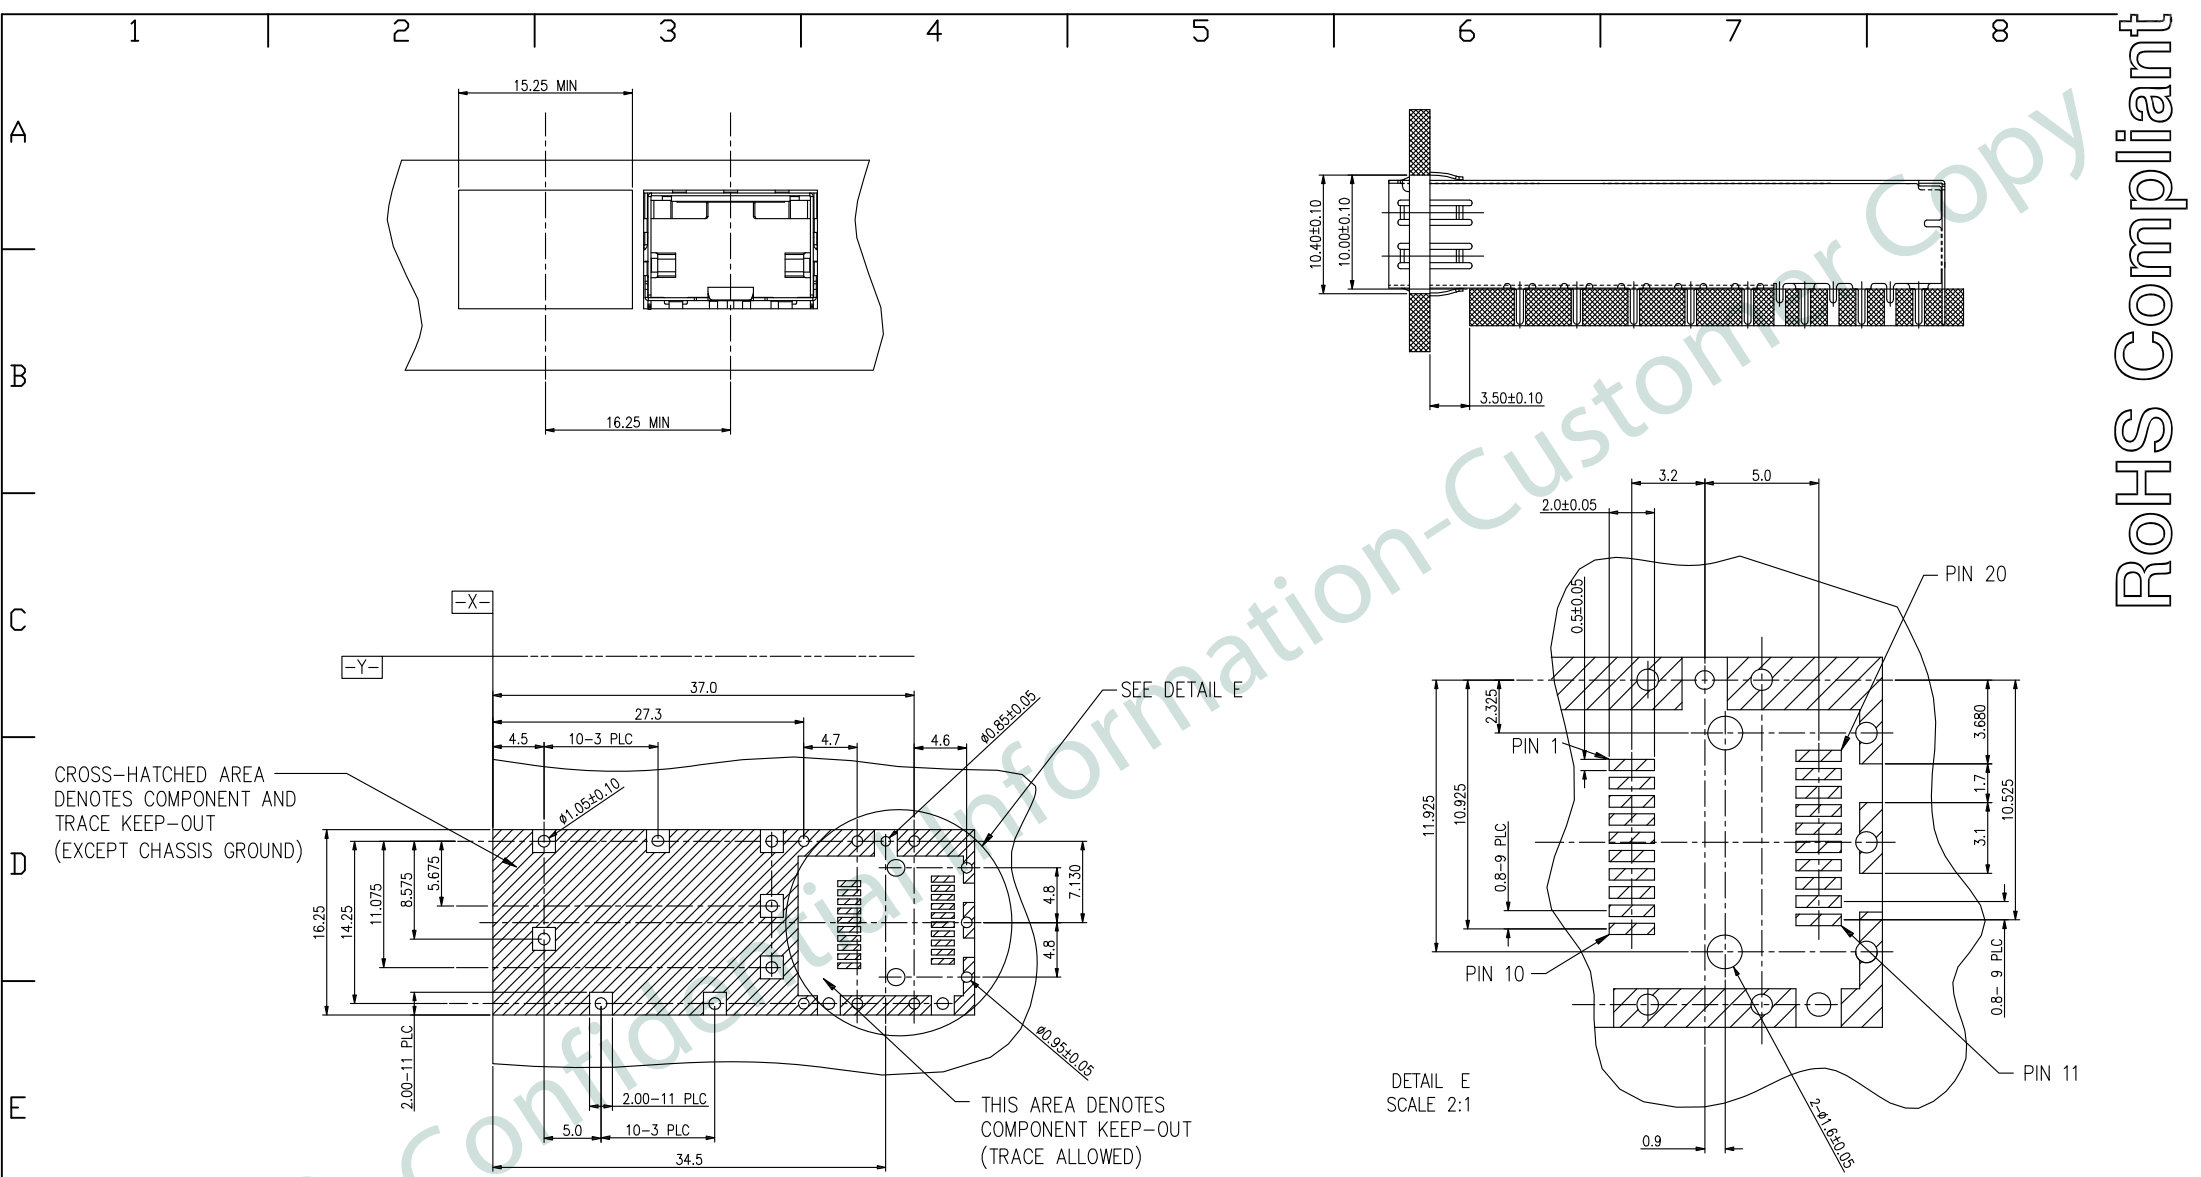 1 2 3 4 5 6 7 8
RoHS Compliant
A
B
C
D
E
Confidential Information-Customer Copy
15.25 MIN
16.25 MIN
10.40±0.10
10.00±0.10
3.50±0.10
-X-
-Y-
37.0
27.3
4.5
10-3 PLC
4.7
4.6
ø0.85±0.05
SEE DETAIL E
CROSS-HATCHED AREA
DENOTES COMPONENT AND
TRACE KEEP-OUT
(EXCEPT CHASSIS GROUND)
ø1.05±0.10
16.25
14.25
11.075
8.575
5.675
4.8
7.130
4.8
ø0.95±0.05
2.00-11 PLC
2.00-11 PLC
5.0
10-3 PLC
34.5
THIS AREA DENOTES
COMPONENT KEEP-OUT
(TRACE ALLOWED)
3.2
5.0
2.0±0.05
0.5±0.05
PIN 20
2.325
PIN 1
11.925
10.925
0.8-9 PLC
PIN 10
3.680
1.7
10.525
3.1
0.8- 9 PLC
PIN 11
DETAIL E
SCALE 2:1
0.9
2-ø1.6±0.05